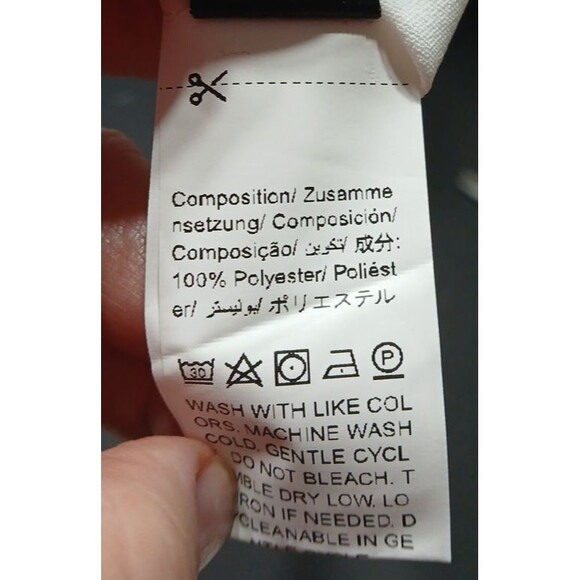 Composition/ Zusamme
nsetzung/ Composición/
Composição/ تكوين/ 成分:
100% Polyester/ Poliést
er/ بوليستر/ ポリエステル
30 P
WASH WITH LIKE COL
ORS. MACHINE WASH
COLD. GENTLE CYCL
DO NOT BLEACH. T
MBLE DRY LOW. LO
RON IF NEEDED. D
CLEANABLE IN GE